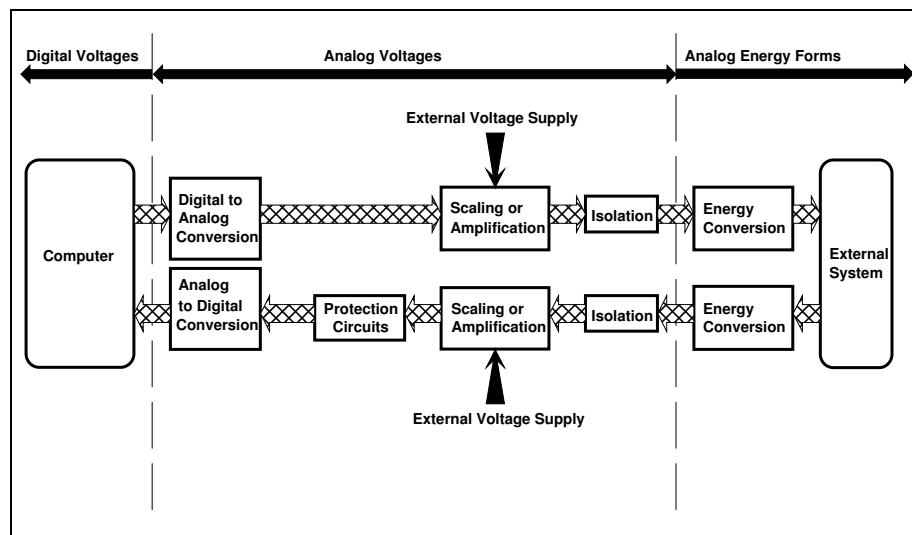 Digital Voltages
Analog Voltages
Analog Energy Forms
External Voltage Supply
Computer
Digital to
Analog
Conversion
Scaling or
Amplification
Isolation
Energy
Conversion
External
System
Analog
to Digital
Conversion
Protection
Circuits
Scaling or
Amplification
Isolation
Energy
Conversion
External Voltage Supply